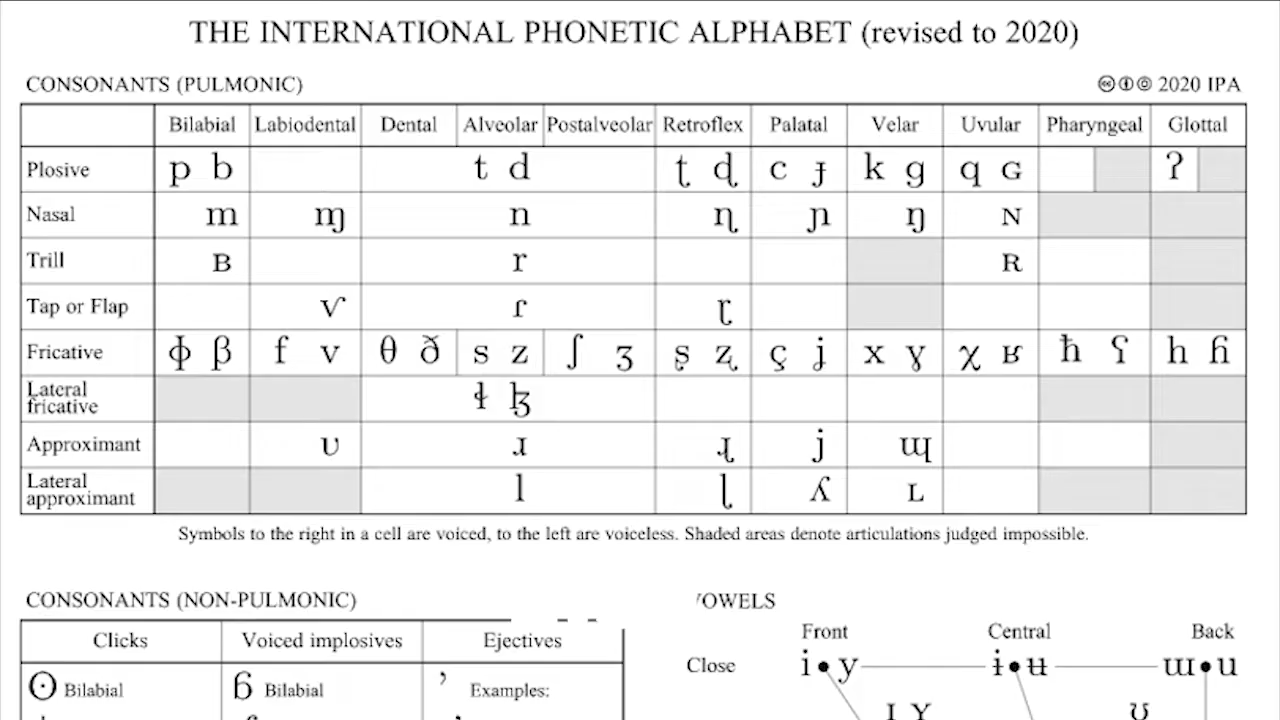 THE INTERNATIONAL PHONETIC ALPHABET (revised to 2020)
CONSONANTS (PULMONIC) 🅭🅯🄎 2020 IPA
Bilabial Labiodental Dental Alveolar Postalveolar Retroflex Palatal Velar Uvular Pharyngeal Glottal
Plosive p b t d ʈ ɖ c ɟ k ɡ q ɢ ʔ
Nasal m ɱ n ɳ ɲ ŋ ɴ
Trill ʙ r ʀ
Tap or Flap ⱱ ɾ ɽ
Fricative ɸ β f v θ ð s z ʃ ʒ ʂ ʐ ç ʝ x ɣ χ ʁ ħ ʕ h ɦ
Lateral
fricative ɬ ɮ
Approximant ʋ ɹ ɻ j ɰ
Lateral
approximant l ɭ ʎ ʟ
Symbols to the right in a cell are voiced, to the left are voiceless. Shaded areas denote articulations judged impossible.
CONSONANTS (NON-PULMONIC)
Clicks Voiced implosives Ejectives
ʘ Bilabial ɓ Bilabial ʼ Examples:
VOWELS
Front Central Back
Close i y ɨ ʉ ɯ u
ɪ ʏ ʊ